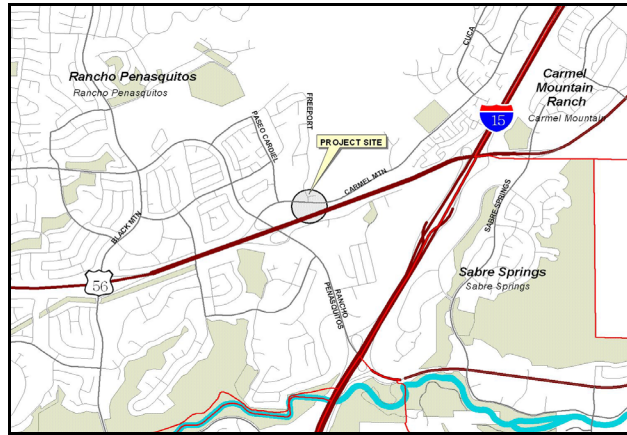 Rancho Penasquitos
Rancho Penasquitos
CUCA
Carmel
Mountain
Ranch
Carmel Mountain
15
FREEPORT
PASEO CARDIEL
PROJECT SITE
CARMEL MTN
SABRE SPRINGS
BLACK MTN
56
RANCHO
PENASQUITOS
Sabre Springs
Sabre Springs